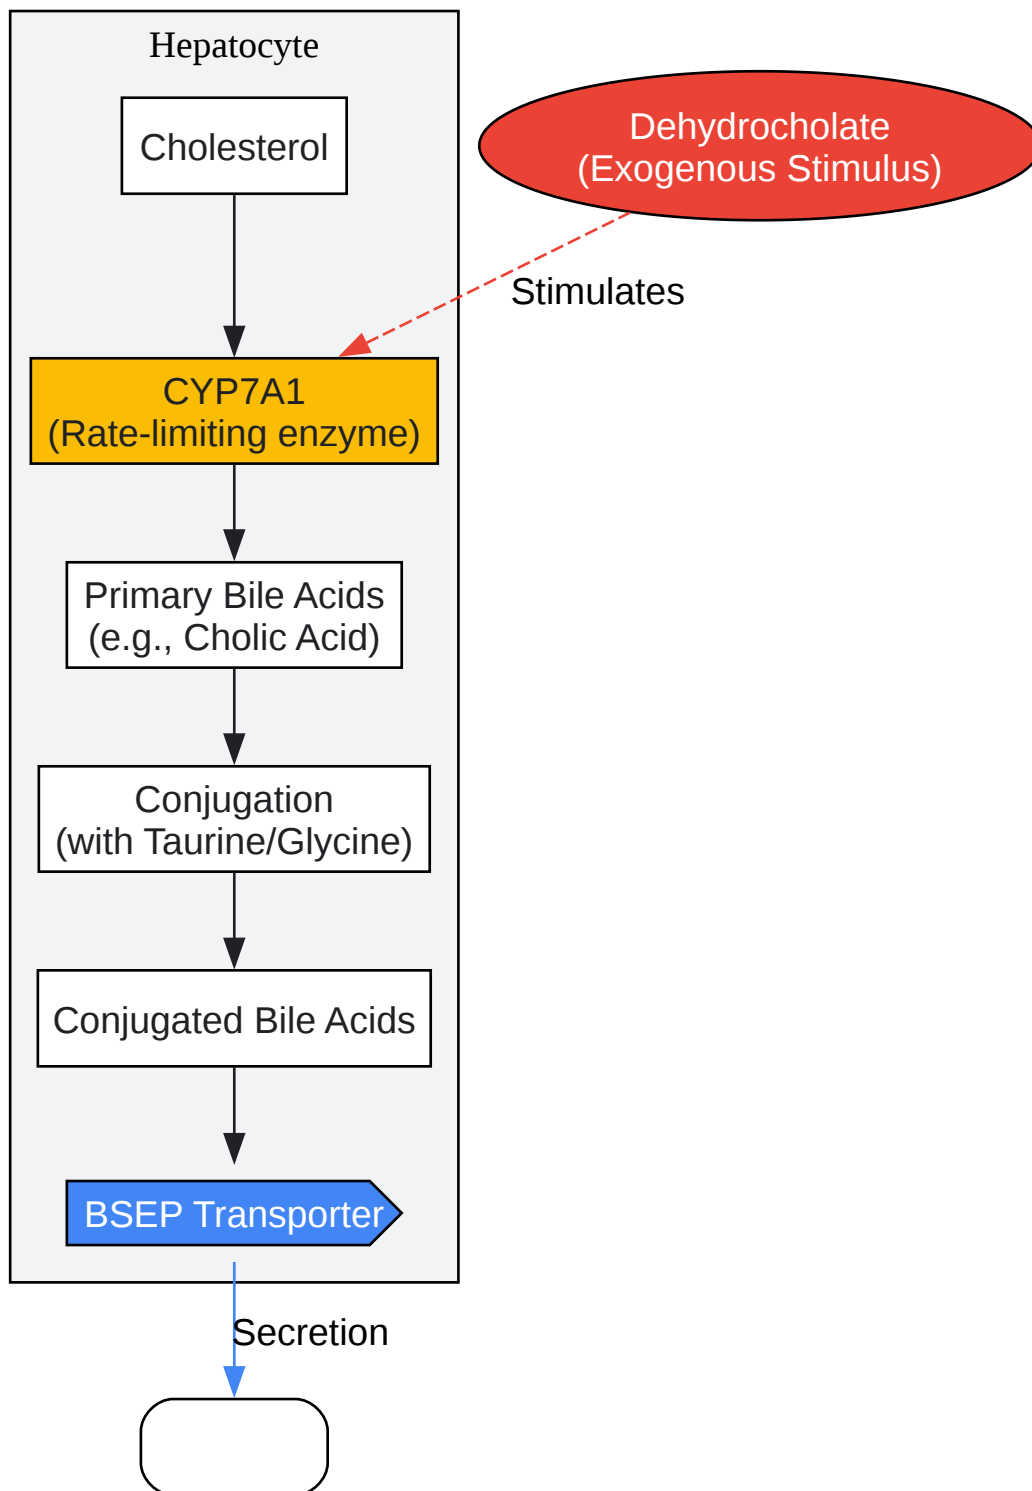 Hepatocyte
Cholesterol
Dehydrocholate
(Exogenous Stimulus)
Stimulates
CYP7A1
(Rate-limiting enzyme)
Primary Bile Acids
(e.g., Cholic Acid)
Conjugation
(with Taurine/Glycine)
Conjugated Bile Acids
BSEP Transporter
Secretion